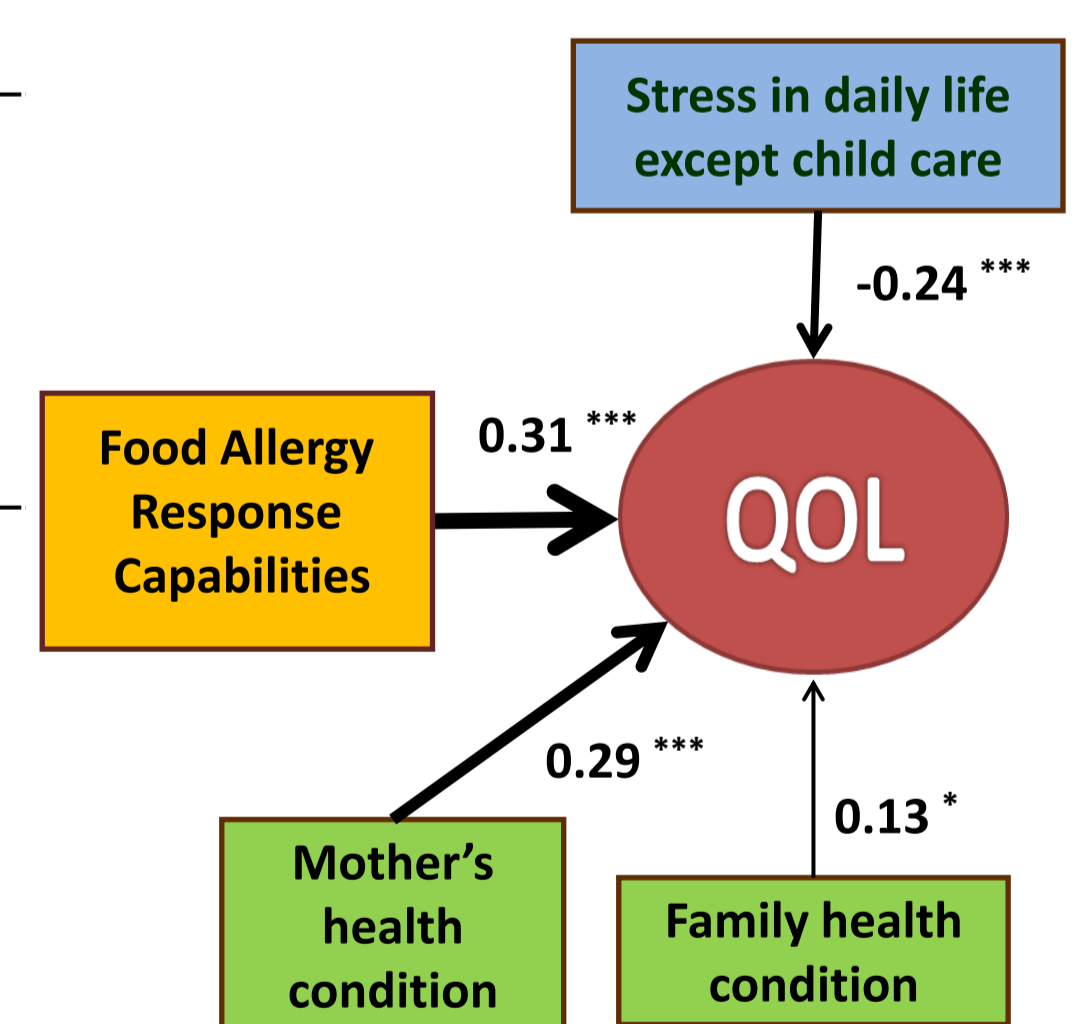 Stress in daily life
except child care
-0.24 ***
Food Allergy
Response
Capabilities
0.31 ***
QOL
0.29 ***
0.13 *
Mother’s
health
condition
Family health
condition